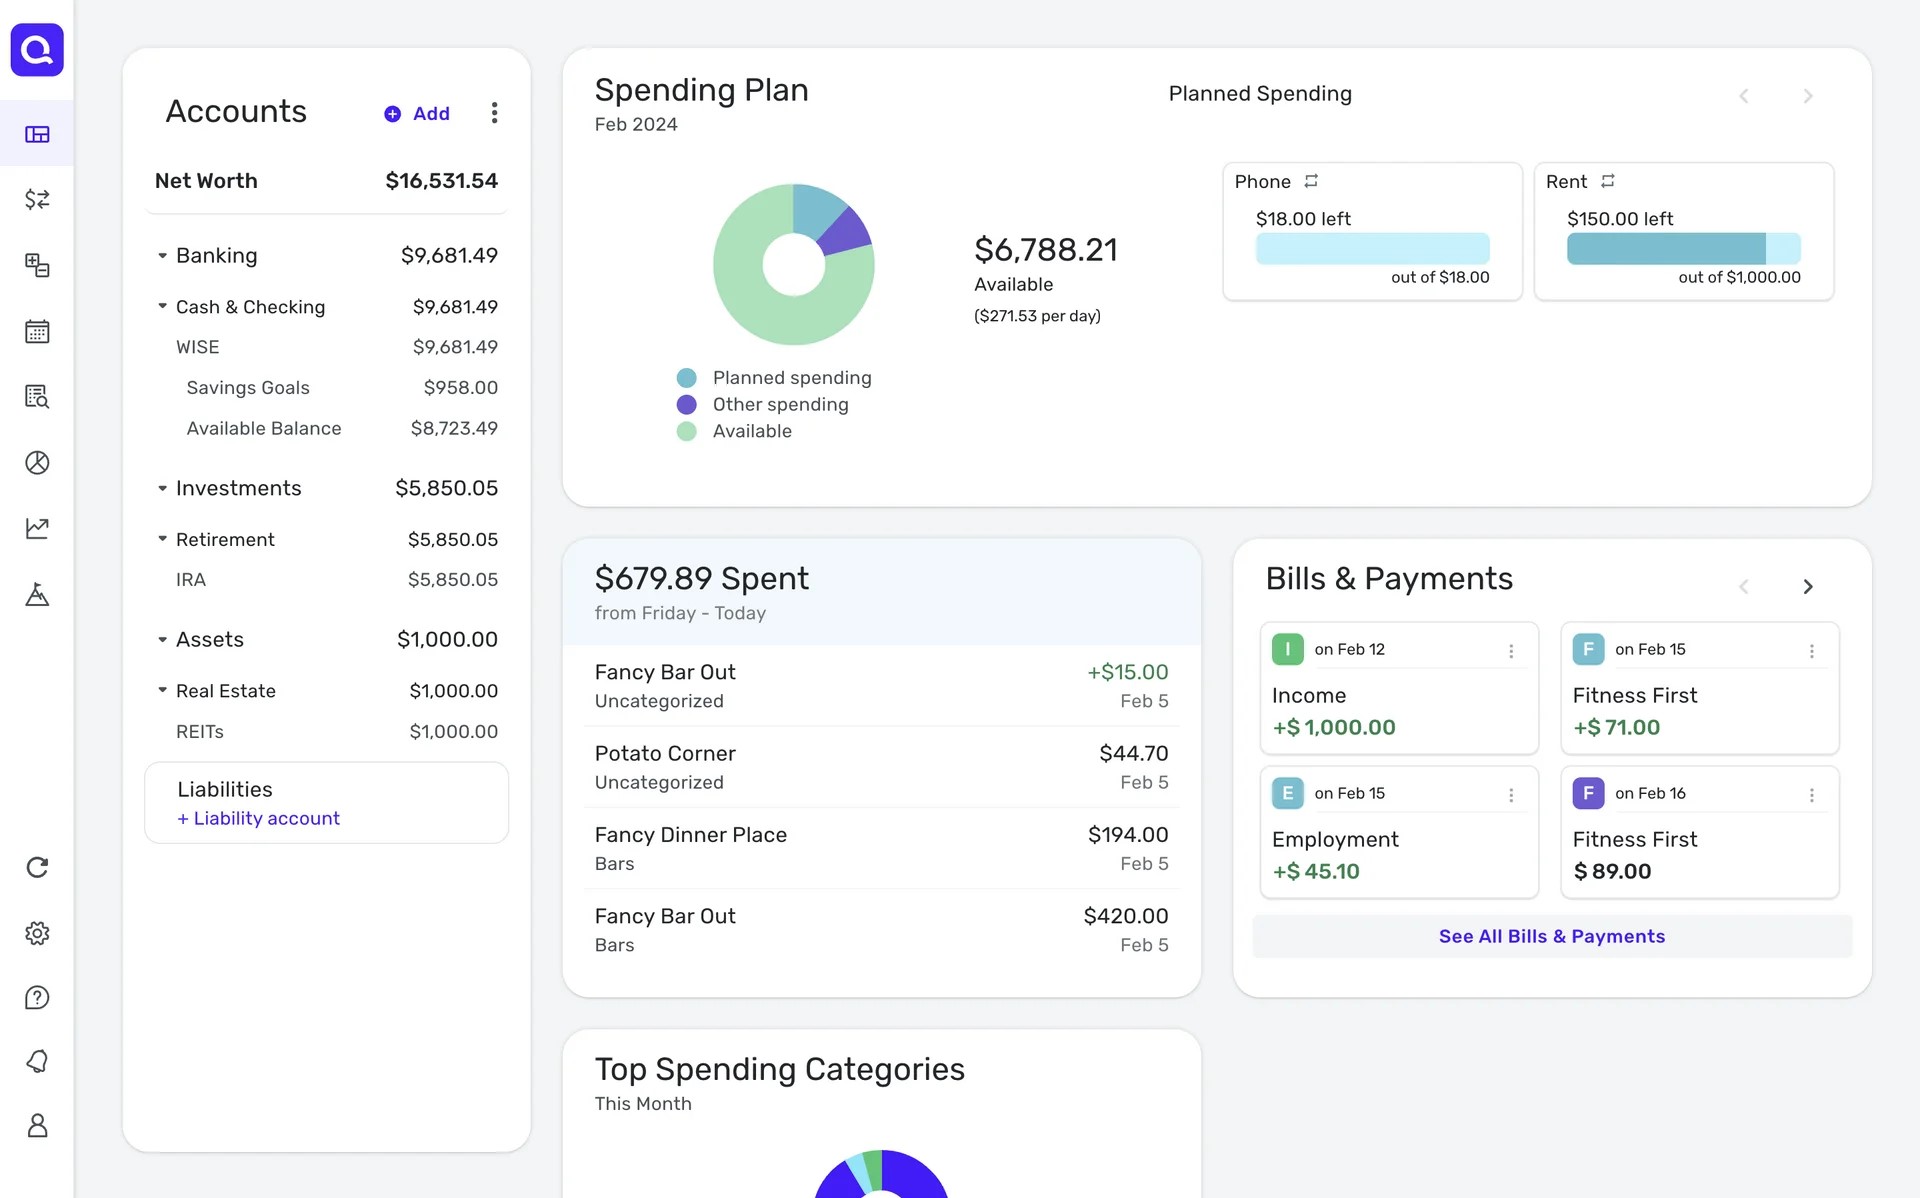 Accounts
Add
Net Worth $16,531.54
Banking $9,681.49
Cash & Checking $9,681.49
WISE $9,681.49
Savings Goals $958.00
Available Balance $8,723.49
Investments $5,850.05
Retirement $5,850.05
IRA $5,850.05
Assets $1,000.00
Real Estate $1,000.00
REITs $1,000.00
Liabilities
+ Liability account
Spending Plan
Feb 2024
$6,788.21
Available
($271.53 per day)
Planned spending
Other spending
Available
Planned Spending
Phone
$18.00 left
out of $18.00
Rent
$150.00 left
out of $1,000.00
$679.89 Spent
from Friday - Today
Fancy Bar Out +$15.00
Uncategorized Feb 5
Potato Corner $44.70
Uncategorized Feb 5
Fancy Dinner Place $194.00
Bars Feb 5
Fancy Bar Out $420.00
Bars Feb 5
Bills & Payments
I on Feb 12
Income
+$ 1,000.00
F on Feb 15
Fitness First
+$ 71.00
E on Feb 15
Employment
+$ 45.10
F on Feb 16
Fitness First
$ 89.00
See All Bills & Payments
Top Spending Categories
This Month